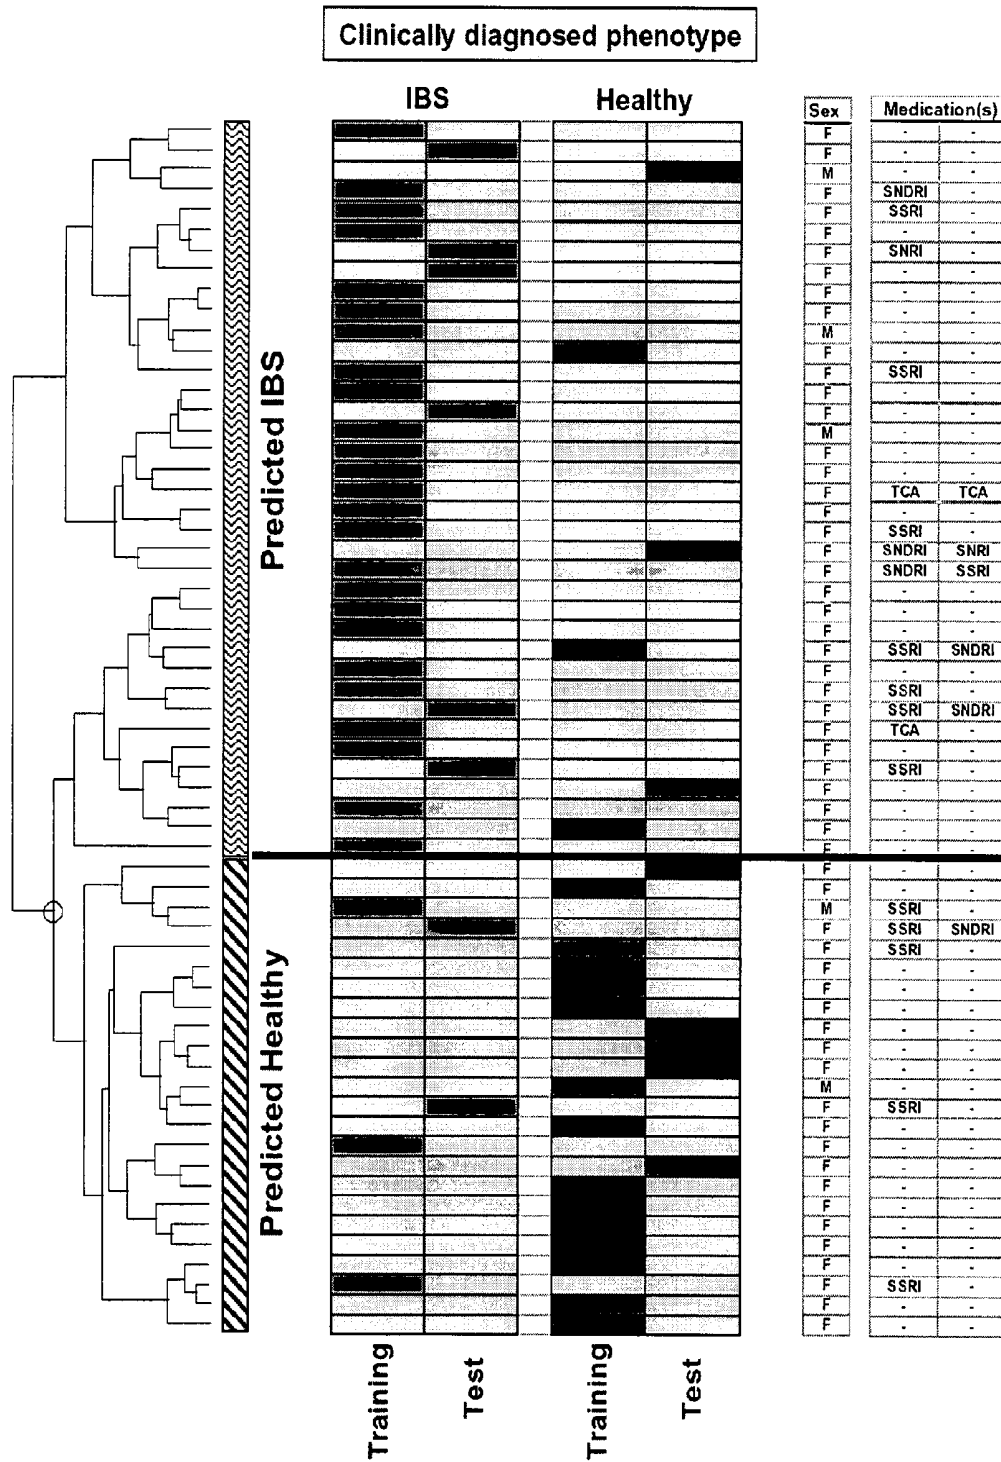 Clinically diagnosed phenotype
IBS Healthy
Sex Medication(s)
F - -
F - -
M - -
F SNDRI -
F SSRI -
F - -
F SNRI -
F - -
F - -
F - -
M - -
F - -
F SSRI -
F - -
F - -
M - -
F - -
F - -
F TCA TCA
F - -
F SSRI -
F SNDRI SNRI
F SNDRI SSRI
F - -
F - -
F - -
F SSRI SNDRI
F - -
F SSRI -
F SSRI SNDRI
F TCA -
F - -
F SSRI -
F - -
F - -
F - -
F - -
F - -
F - -
M SSRI -
F SSRI SNDRI
F SSRI -
F - -
F - -
F - -
F - -
F - -
F - -
M - -
F SSRI -
F - -
F - -
F - -
F - -
F - -
F - -
F - -
F - -
F SSRI -
F - -
F - -
Predicted IBS
Predicted Healthy
Training
Test
Training
Test